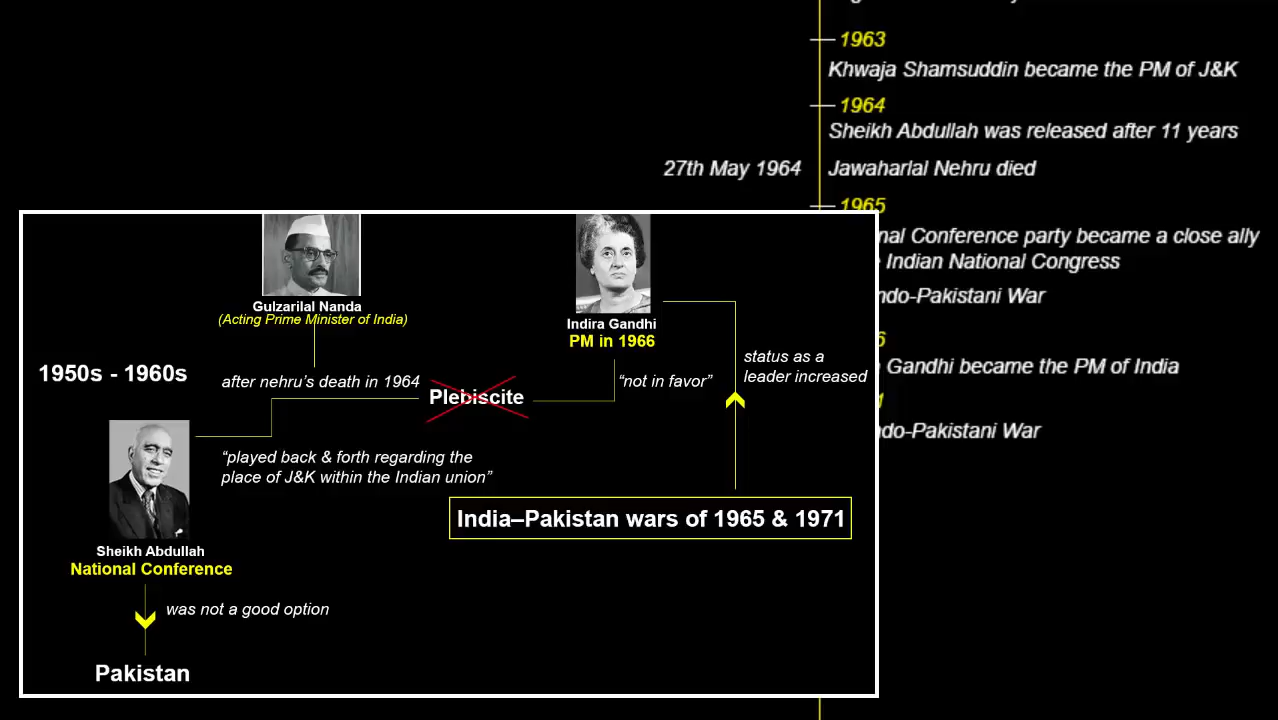 1963
Khwaja Shamsuddin became the PM of J&K
1964
Sheikh Abdullah was released after 11 years
27th May 1964
Jawaharlal Nehru died
1965
Conference party became a close ally
Indian National Congress
Indo-Pakistani War
Gandhi became the PM of India
Indo-Pakistani War
Gulzarilal Nanda
(Acting Prime Minister of India)
Indira Gandhi
PM in 1966
1950s - 1960s
after nehru's death in 1964
Plebiscite
“not in favor”
status as a
leader increased
“played back & forth regarding the
place of J&K within the Indian union”
India–Pakistan wars of 1965 & 1971
Sheikh Abdullah
National Conference
was not a good option
Pakistan